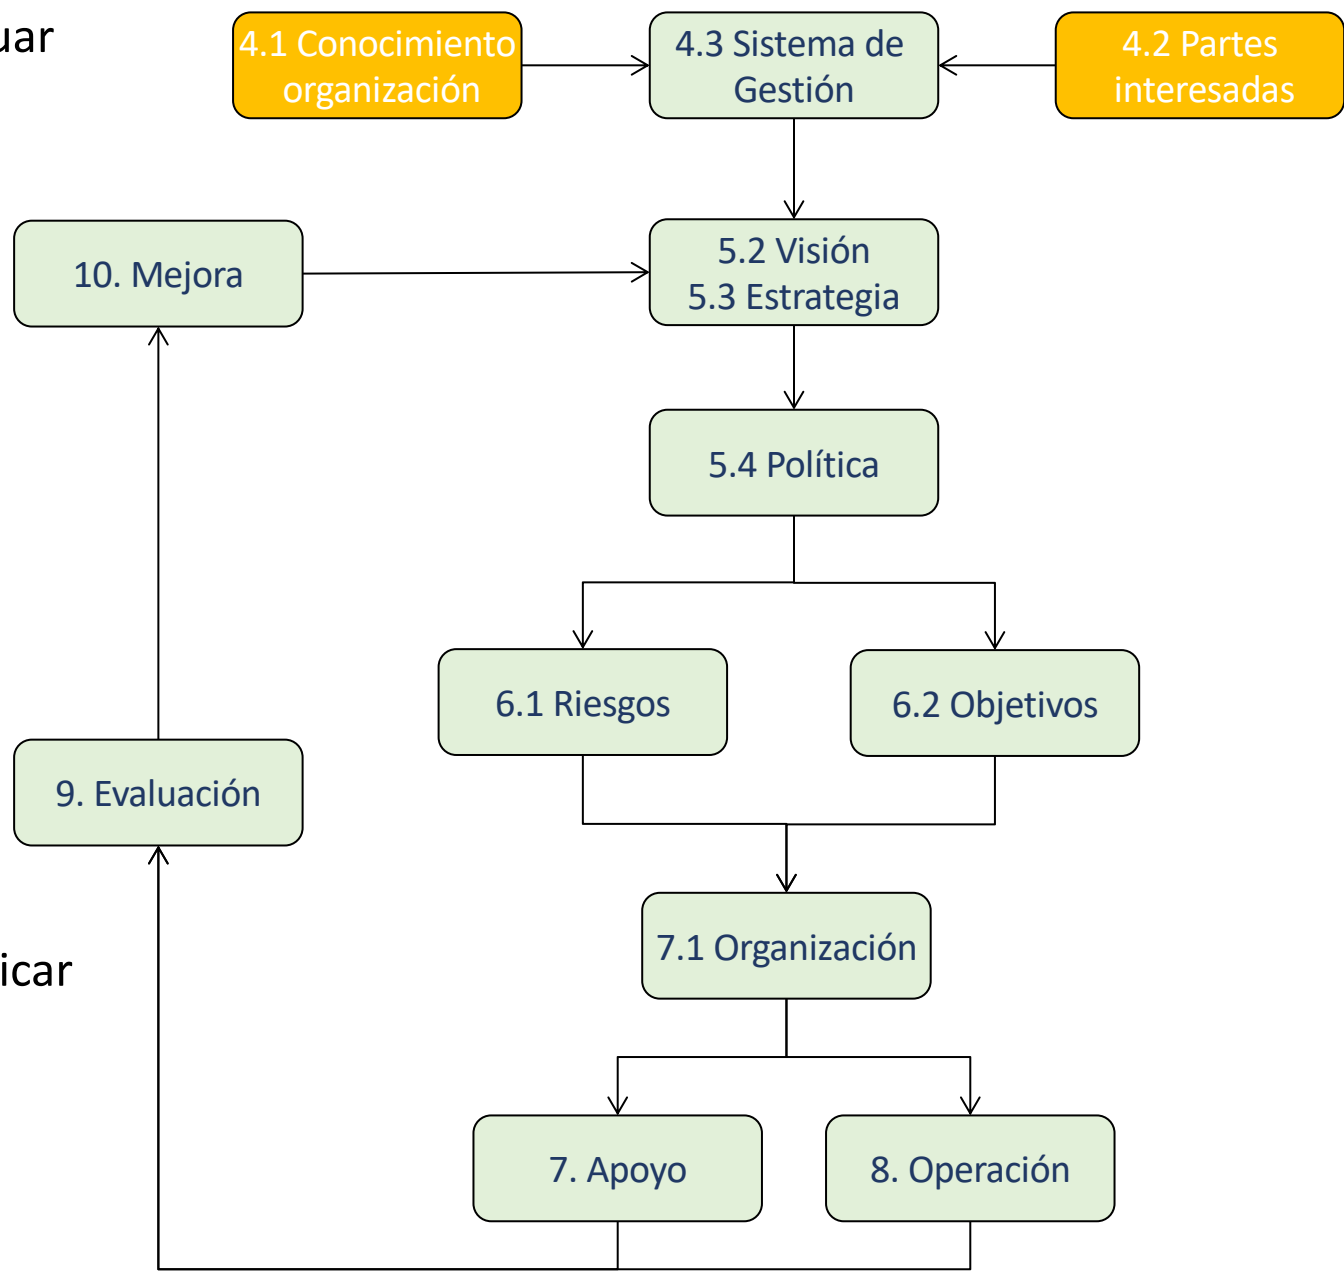 uar
4.1 Conocimiento
organización
4.3 Sistema de
Gestión
4.2 Partes
interesadas
10. Mejora
5.2 Visión
5.3 Estrategia
5.4 Política
6.1 Riesgos
6.2 Objetivos
9. Evaluación
7.1 Organización
icar
7. Apoyo
8. Operación